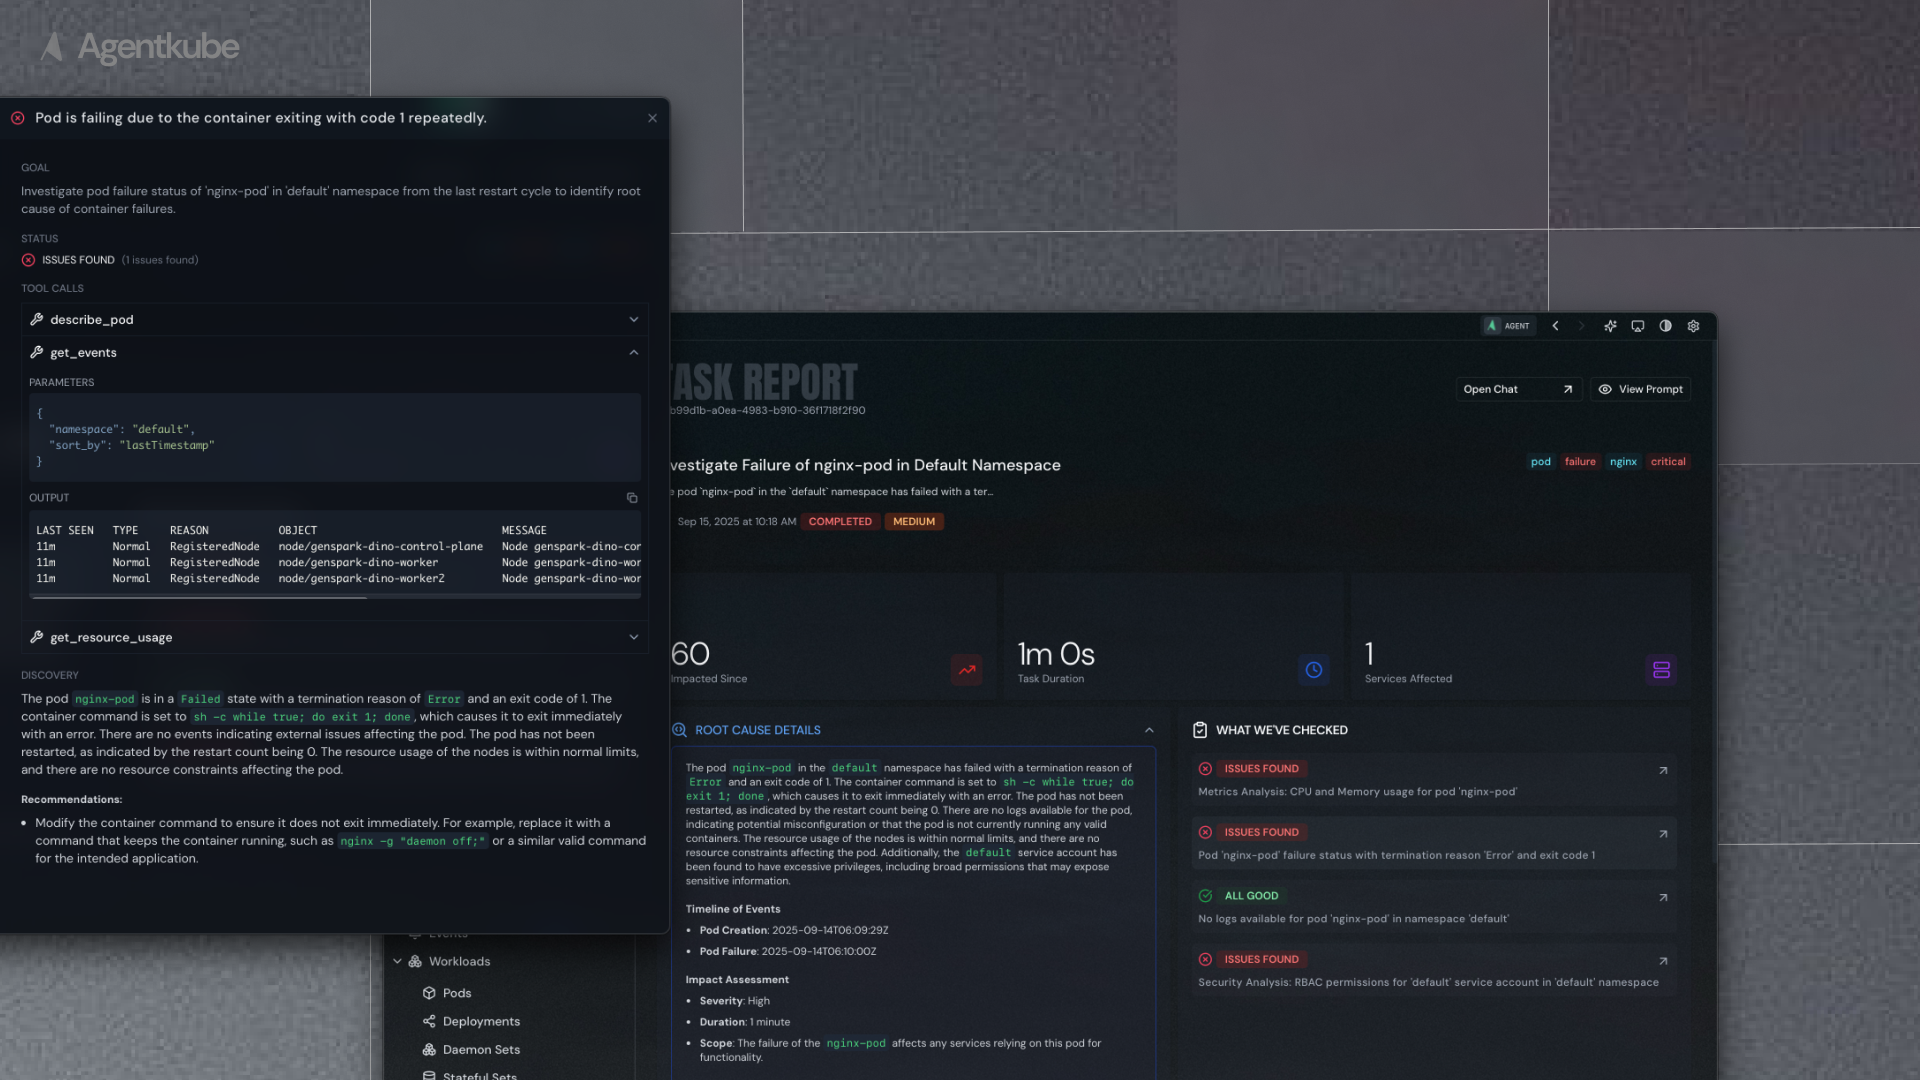 Agentkube
Pod is failing due to the container exiting with code 1 repeatedly.
GOAL
Investigate pod failure status of 'nginx-pod' in 'default' namespace from the last restart cycle to identify root
cause of container failures.
STATUS
ISSUES FOUND (1 issues found)
TOOL CALLS
describe_pod
get_events
PARAMETERS
{
"namespace": "default",
"sort_by": "lastTimestamp"
}
OUTPUT
LAST SEEN TYPE REASON OBJECT MESSAGE
11m Normal RegisteredNode node/genspark-dino-control-plane Node genspark-dino-cor
11m Normal RegisteredNode node/genspark-dino-worker Node genspark-dino-wor
11m Normal RegisteredNode node/genspark-dino-worker2 Node genspark-dino-wor
get_resource_usage
DISCOVERY
The pod nginx-pod is in a Failed state with a termination reason of Error and an exit code of 1. The
container command is set to sh -c while true; do exit 1; done, which causes it to exit immediately
with an error. There are no events indicating external issues affecting the pod. The pod has not been
restarted, as indicated by the restart count being 0. The resource usage of the nodes is within normal limits,
and there are no resource constraints affecting the pod.
Recommendations:
• Modify the container command to ensure it does not exit immediately. For example, replace it with a
command that keeps the container running, such as nginx -g "daemon off;" or a similar valid command
for the intended application.
AGENT
TASK REPORT
b99d1b-a0ea-4983-b910-36f1718f2f90
Open Chat
View Prompt
vestigate Failure of nginx-pod in Default Namespace
pod failure nginx critical
e pod `nginx-pod` in the `default` namespace has failed with a ter...
Sep 15, 2025 at 10:18 AM COMPLETED MEDIUM
60
Impacted Since
1m 0s
Task Duration
1
Services Affected
ROOT CAUSE DETAILS
The pod nginx-pod in the default namespace has failed with a termination reason of
Error and an exit code of 1. The container command is set to sh -c while true; do
exit 1; done, which causes it to exit immediately with an error. The pod has not been
restarted, as indicated by the restart count being 0. There are no logs available for the pod,
indicating potential misconfiguration or that the pod is not currently running any valid
containers. The resource usage of the nodes is within normal limits, and there are no
resource constraints affecting the pod. Additionally, the default service account has
been found to have excessive privileges, including broad permissions that may expose
sensitive information.
Timeline of Events
• Pod Creation: 2025-09-14T06:09:29Z
• Pod Failure: 2025-09-14T06:10:00Z
Impact Assessment
• Severity: High
• Duration: 1 minute
• Scope: The failure of the nginx-pod affects any services relying on this pod for
functionality.
WHAT WE'VE CHECKED
ISSUES FOUND
Metrics Analysis: CPU and Memory usage for pod 'nginx-pod'
ISSUES FOUND
Pod 'nginx-pod' failure status with termination reason 'Error' and exit code 1
ALL GOOD
No logs available for pod 'nginx-pod' in namespace 'default'
ISSUES FOUND
Security Analysis: RBAC permissions for 'default' service account in 'default' namespace
Events
Workloads
Pods
Deployments
Daemon Sets
Stateful Sets